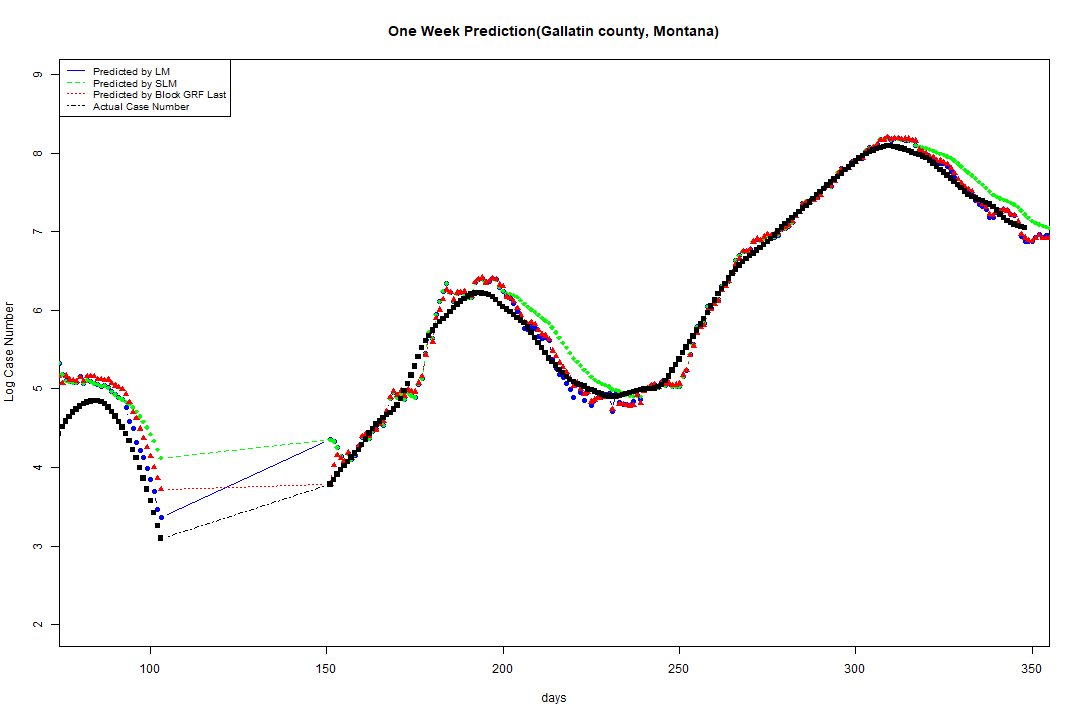 One Week Prediction(Gallatin county, Montana)
Predicted by LM
Predicted by SLM
Predicted by Block GRF Last
Actual Case Number
9
8
7
6
5
4
3
2
Log Case Number
100 150 200 250 300 350
days